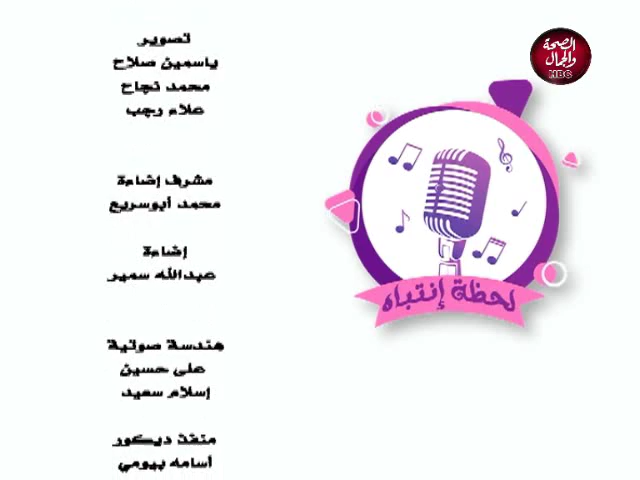 تصوير
ياسمين صلاح
محمد نجاح
علاء رجب
مشرف إضاءة
محمد أبوسريع
إضاءة
عبدالله سمير
هندسة صوتية
على حسين
إسلام سعيد
منفذ ديكور
أسامه بيومي
الصحة
والجمال
MBC
لحظة إنتباه